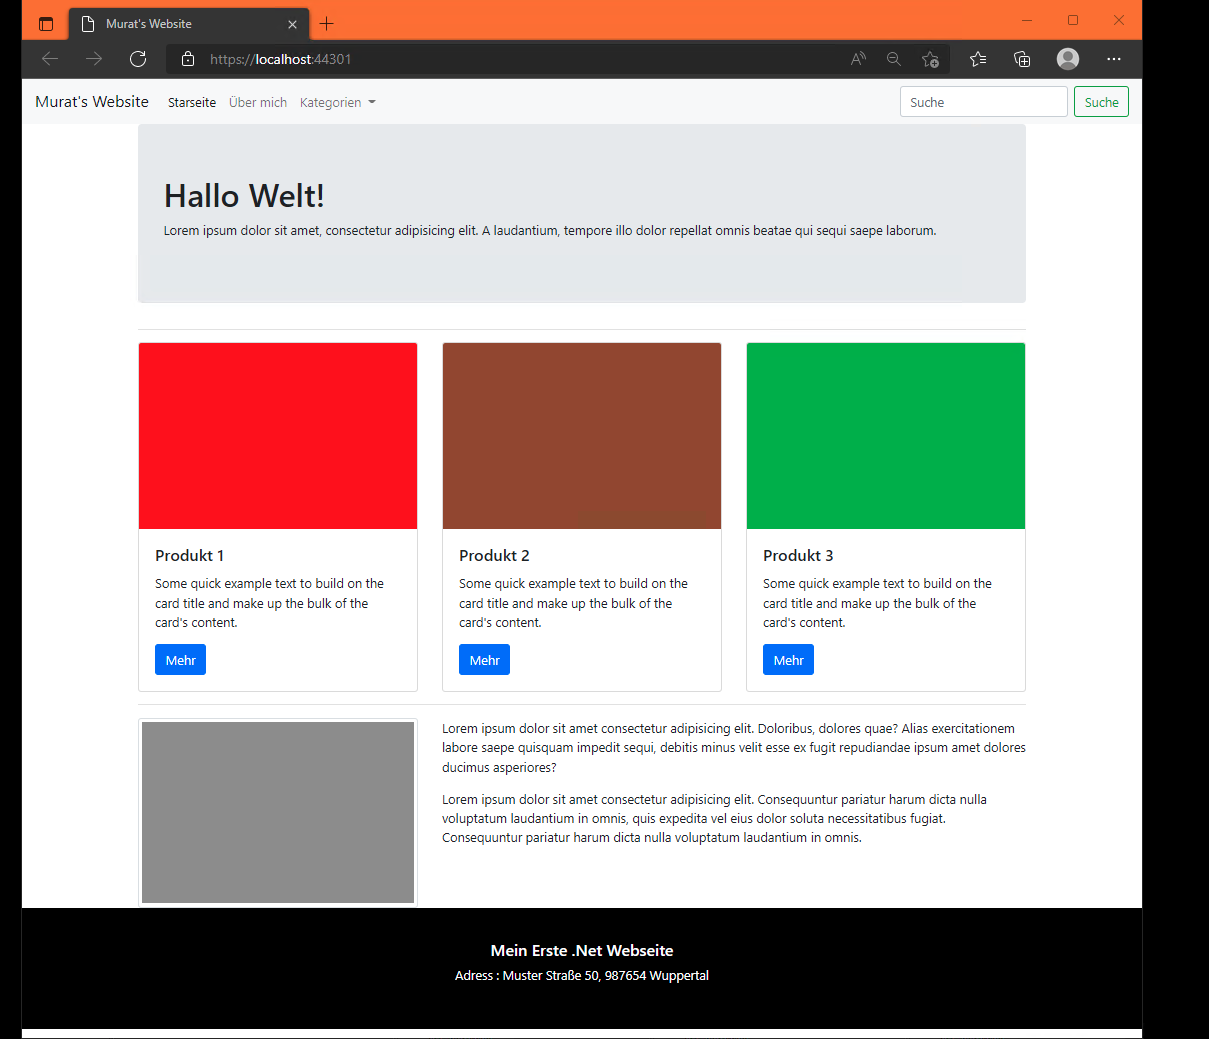 Murat's Website
https://localhost:44301
Murat's Website Startseite Über mich Kategorien Suche Suche
Hallo Welt!
Lorem ipsum dolor sit amet, consectetur adipisicing elit. A laudantium, tempore illo dolor repellat omnis beatae qui sequi saepe laborum.
Produkt 1
Some quick example text to build on the
card title and make up the bulk of the
card's content.
Mehr
Produkt 2
Some quick example text to build on the
card title and make up the bulk of the
card's content.
Mehr
Produkt 3
Some quick example text to build on the
card title and make up the bulk of the
card's content.
Mehr
Lorem ipsum dolor sit amet consectetur adipisicing elit. Doloribus, dolores quae? Alias exercitationem
labore saepe quisquam impedit sequi, debitis minus velit esse ex fugit repudiandae ipsum amet dolores
ducimus asperiores?
Lorem ipsum dolor sit amet consectetur adipisicing elit. Consequuntur pariatur harum dicta nulla
voluptatum laudantium in omnis, quis expedita vel eius dolor soluta necessitatibus fugiat.
Consequuntur pariatur harum dicta nulla voluptatum laudantium in omnis.
Mein Erste .Net Webseite
Adress : Muster Straße 50, 987654 Wuppertal